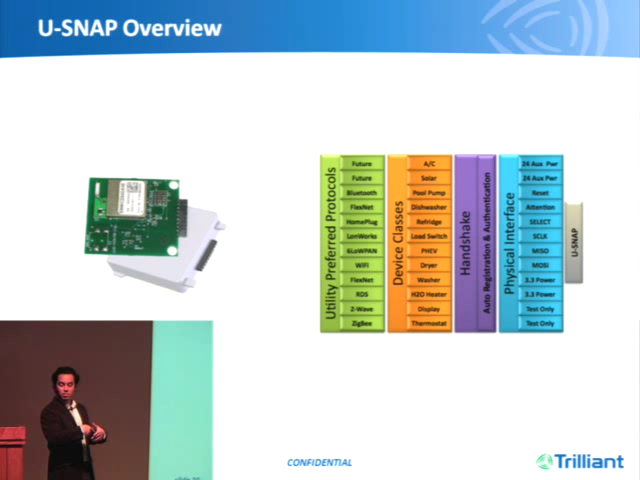 U-SNAP Overview
Utility Preferred Protocols
Future
Future
Bluetooth
FlexNet
HomePlug
LonWorks
6LoWPAN
WiFi
FlexNet
RDS
Z-Wave
ZigBee
Device Classes
A/C
Solar
Pool Pump
Dishwasher
Refridge
Load Switch
PHEV
Dryer
Washer
H2O Heater
Display
Thermostat
Handshake
Auto Registration & Authentication
Physical Interface
24 Aux Pwr
24 Aux Pwr
Reset
Attention
SELECT
SCLK
MISO
MOSI
3.3 Power
3.3 Power
Test Only
Test Only
U-SNAP
CONFIDENTIAL
Trilliant